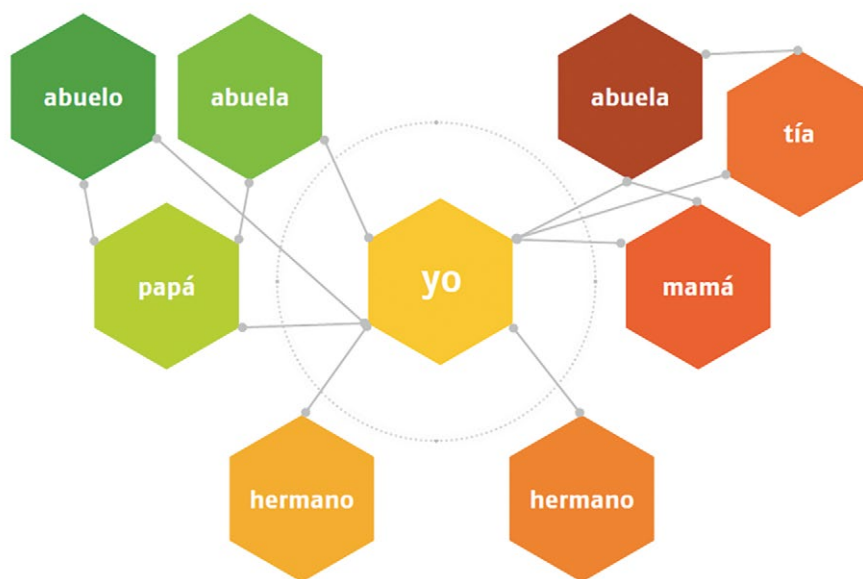 abuelo
abuela
abuela
tía
papá
yo
mamá
hermano
hermano